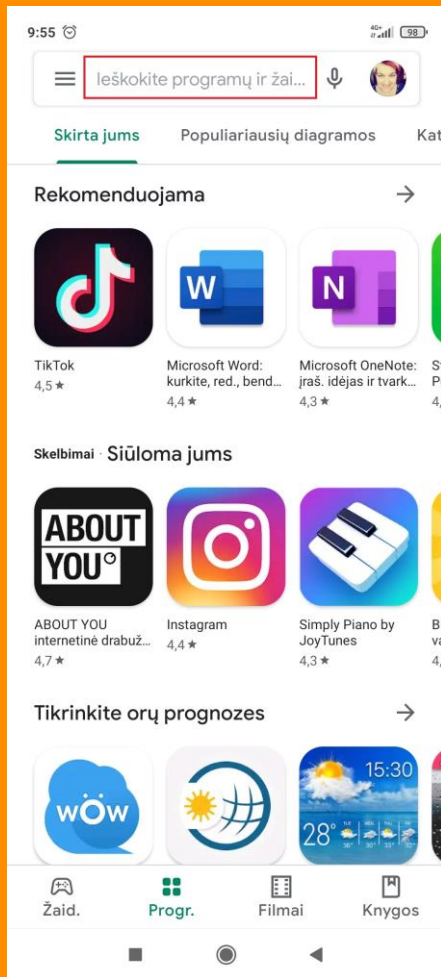 9:55
4G+
98
Ieškokite programų ir žai...
Skirta jums
Populiariausių diagramos
Kat
Rekomenduojama
W
N
TikTok
4,5 ★
Microsoft Word:
kurkite, red., bend...
4,4 ★
Microsoft OneNote:
įraš. idėjas ir tvark...
4,3 ★
Skelbimai · Siūloma jums
ABOUT
YOU°
ABOUT YOU
internetinė drabuž...
4,7 ★
Instagram
4,4 ★
Simply Piano by
JoyTunes
4,3 ★
Tikrinkite orų prognozes
wöw
15:30
28°
Žaid.
Progr.
Filmai
Knygos